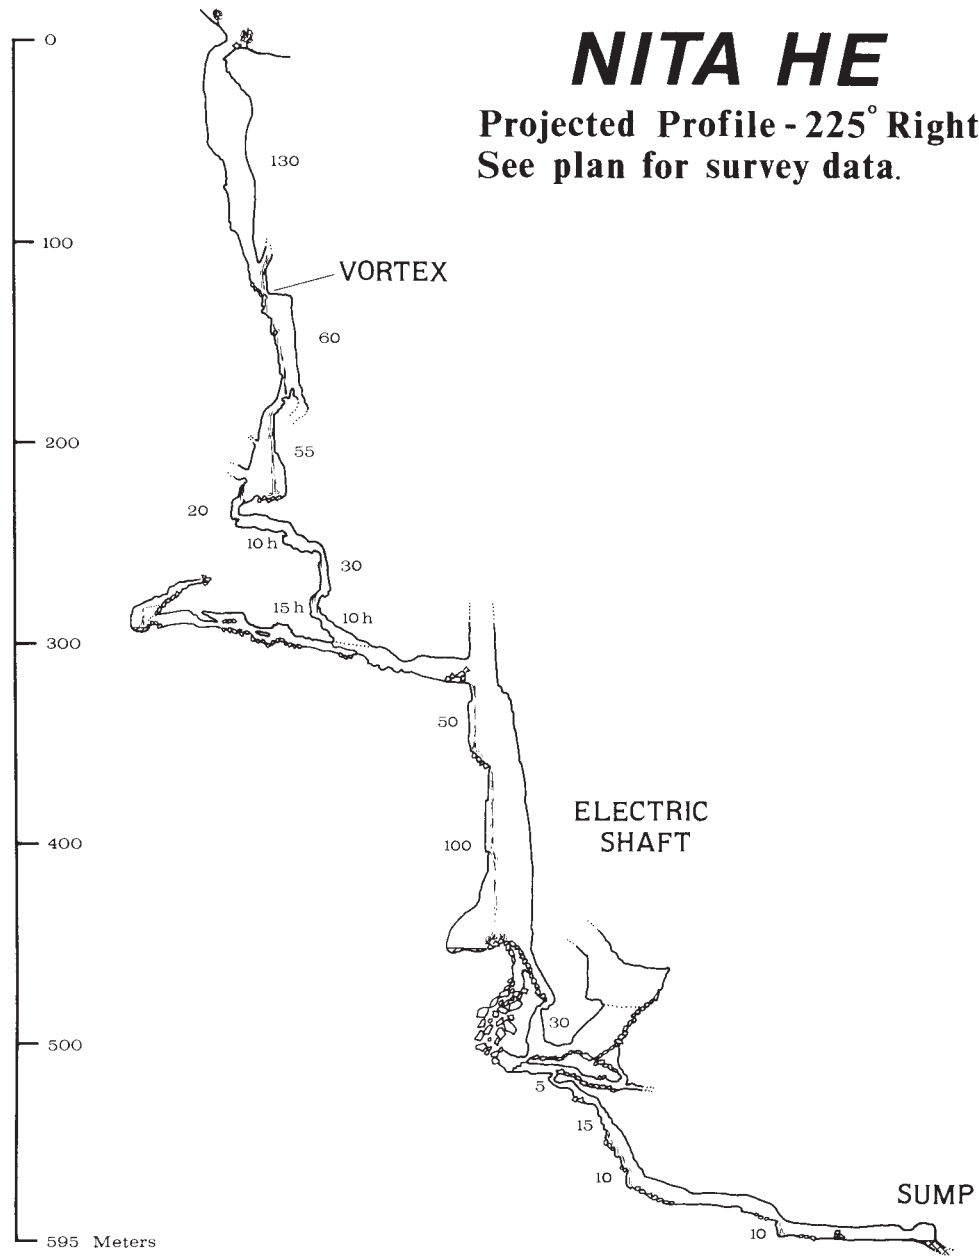 NITA HE
Projected Profile - 225° Right
See plan for survey data.
0
130
100
VORTEX
60
200
55
20
10 h
30
15 h
10 h
300
50
ELECTRIC
SHAFT
400
100
30
500
5
15
10
SUMP
10
595 Meters